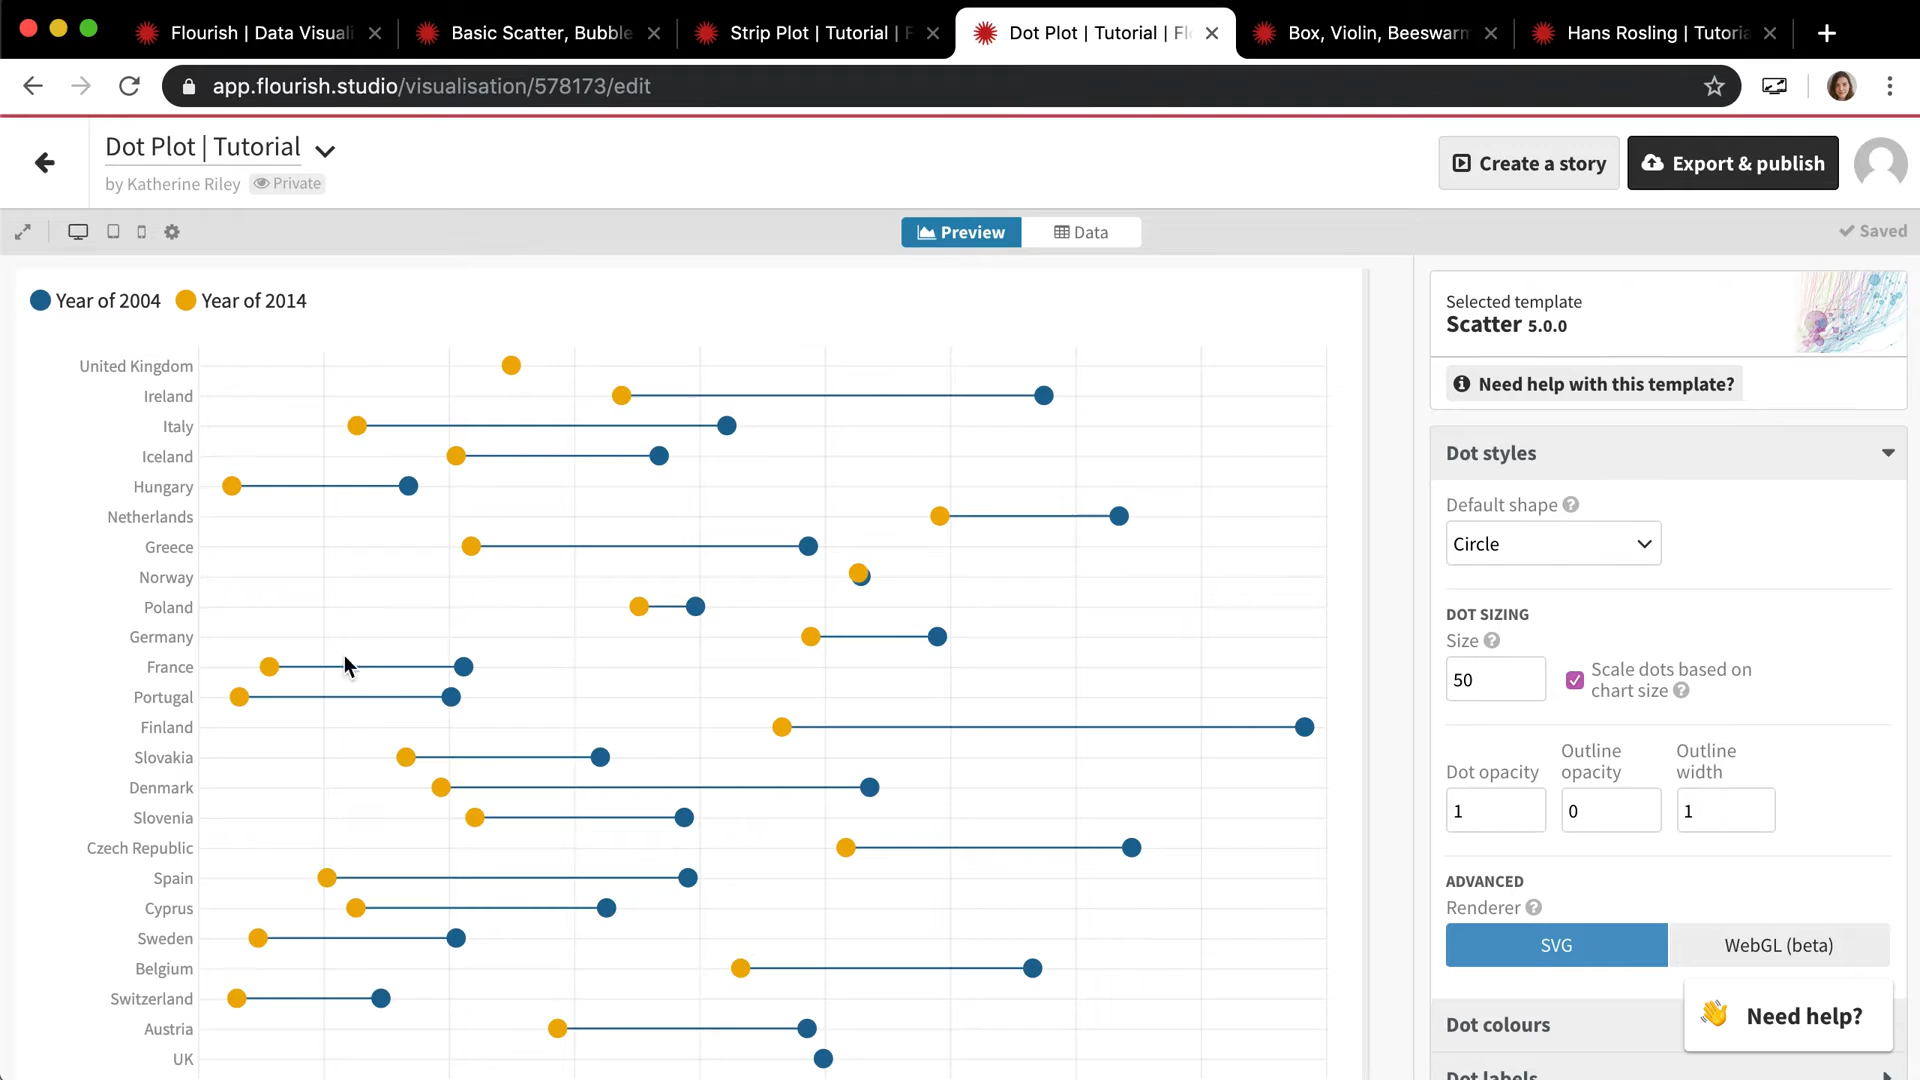 Flourish | Data Visuali
Basic Scatter, Bubble
Strip Plot | Tutorial | F
Dot Plot | Tutorial | Fl
Box, Violin, Beeswarm
Hans Rosling | Tutoria
app.flourish.studio/visualisation/578173/edit
Dot Plot | Tutorial
by Katherine Riley Private
Create a story
Export & publish
Preview
Data
Saved
Year of 2004
Year of 2014
United Kingdom
Ireland
Italy
Iceland
Hungary
Netherlands
Greece
Norway
Poland
Germany
France
Portugal
Finland
Slovakia
Denmark
Slovenia
Czech Republic
Spain
Cyprus
Sweden
Belgium
Switzerland
Austria
UK
Selected template
Scatter 5.0.0
Need help with this template?
Dot styles
Default shape
Circle
DOT SIZING
Size
50
Scale dots based on
chart size
Dot opacity
Outline
opacity
Outline
width
1
0
1
ADVANCED
Renderer
SVG
WebGL (beta)
Need help?
Dot colours
Dot labels